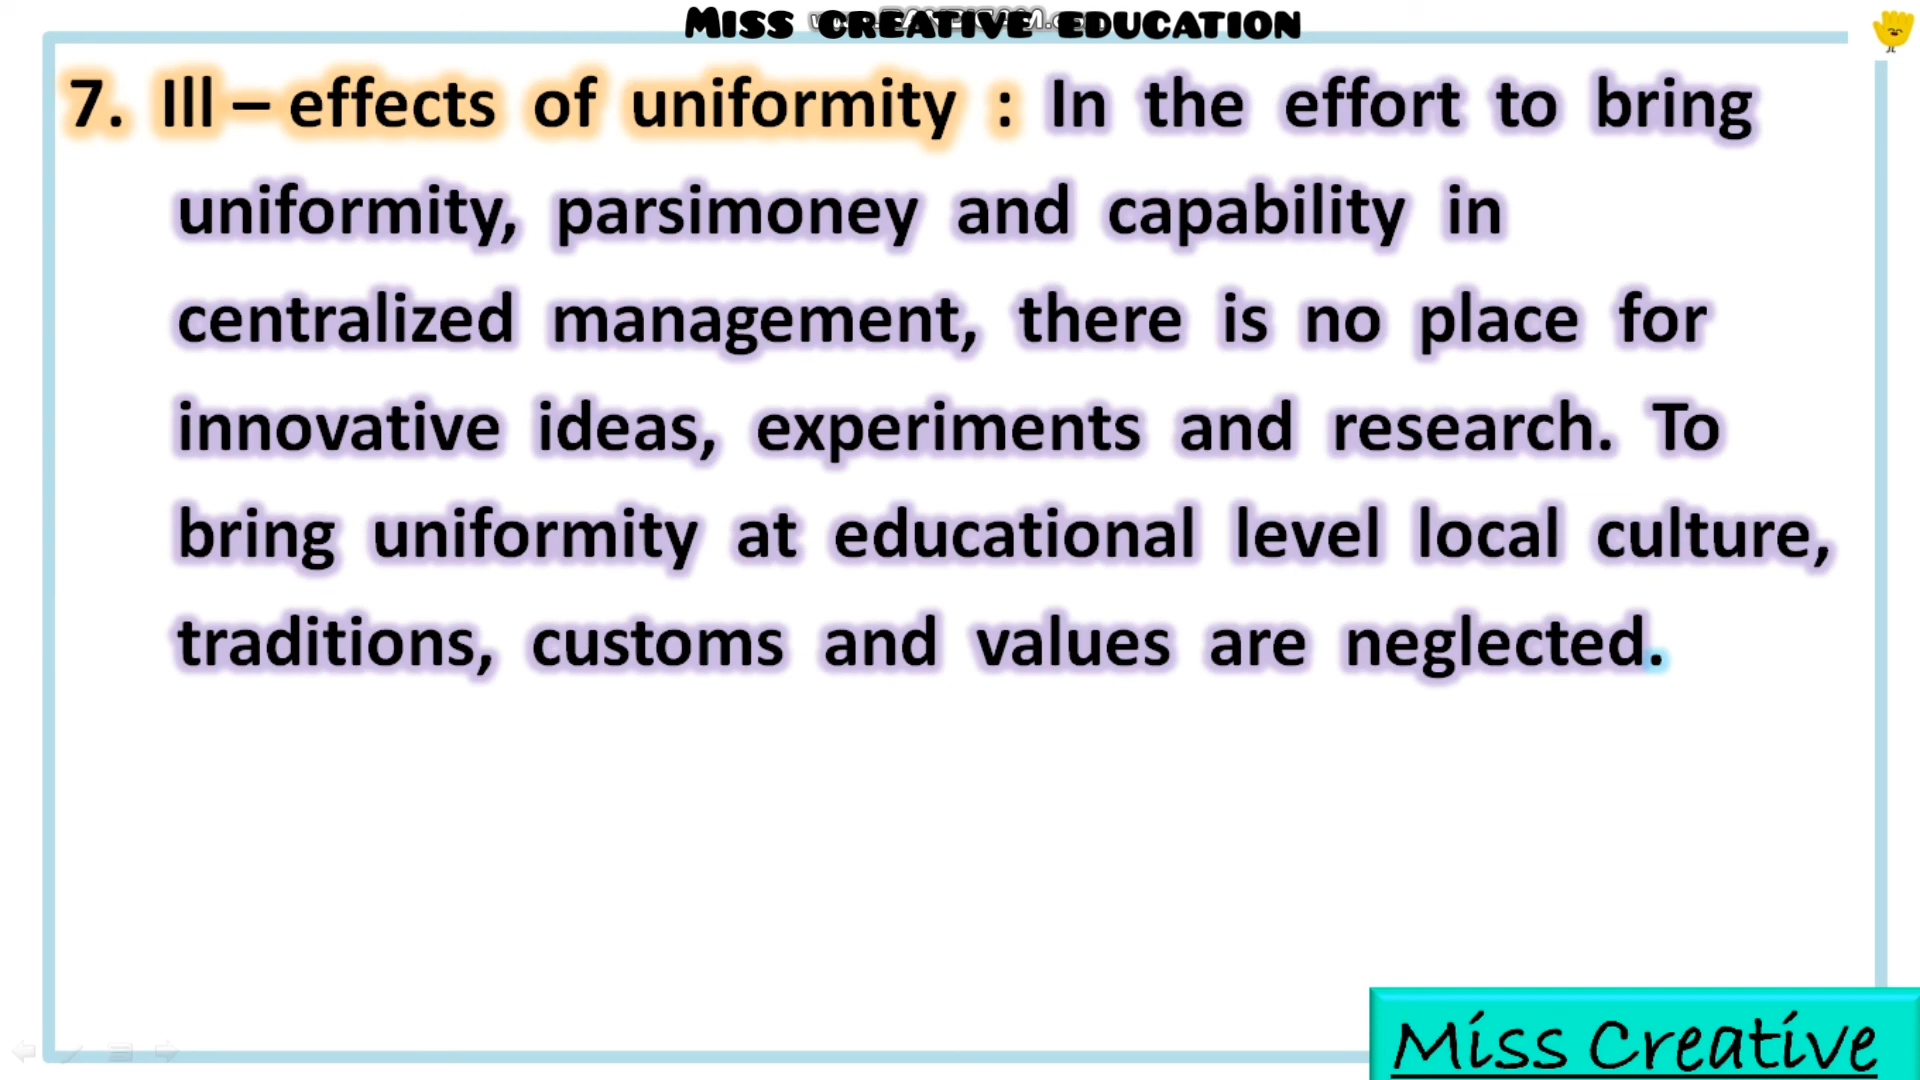 Miss creative education
7. Ill – effects of uniformity : In the effort to bring
uniformity, parsimoney and capability in
centralized management, there is no place for
innovative ideas, experiments and research. To
bring uniformity at educational level local culture,
traditions, customs and values are neglected.
Miss Creative